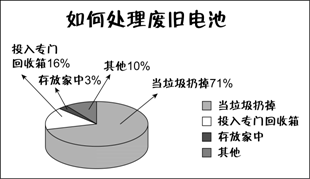 如何处理废旧电池
投入专门
回收箱16%
存放家中3%
其他10%
当垃圾扔掉71%
当垃圾扔掉
投入专门回收箱
存放家中
其他